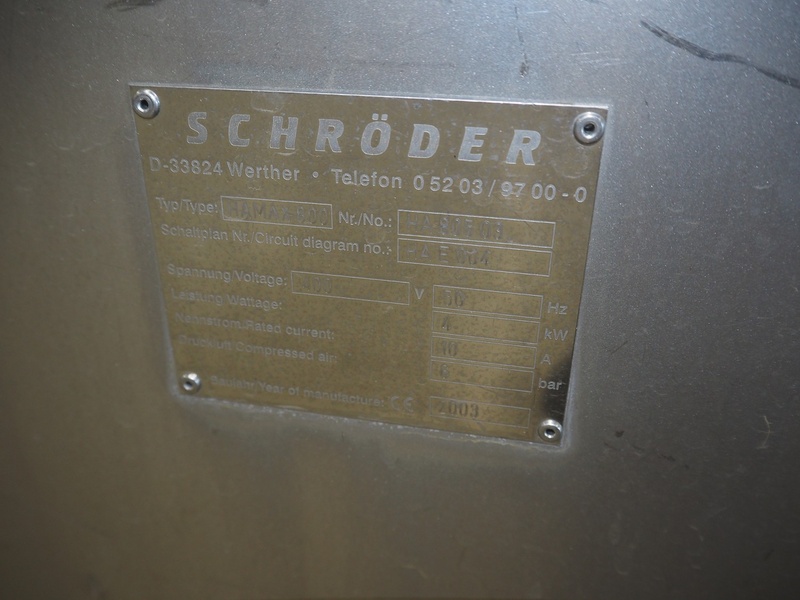 SCHRÖDER
D-33824 Werther • Telefon 0 52 03 / 97 00 - 0
Typ/Type: Nr./No.:
Schaltplan Nr./Circuit diagram no.:
Spannung/Voltage: V 50 Hz
Leistung/Wattage: 4 kW
Nennstrom/Rated current: 10 A
Druckluft/Compressed air: 6 bar
Baujahr/Year of manufacture: CE 2003